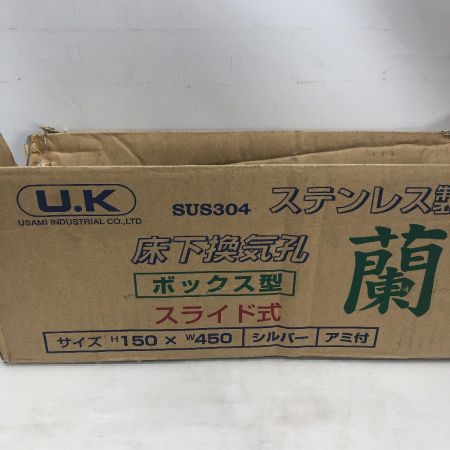 U.K
USAMI INDUSTRIAL CO.,LTD
SUS304 ステンレス製
床下換気孔
ボックス型
蘭
スライド式
サイズ H150 × W450 シルバー アミ付